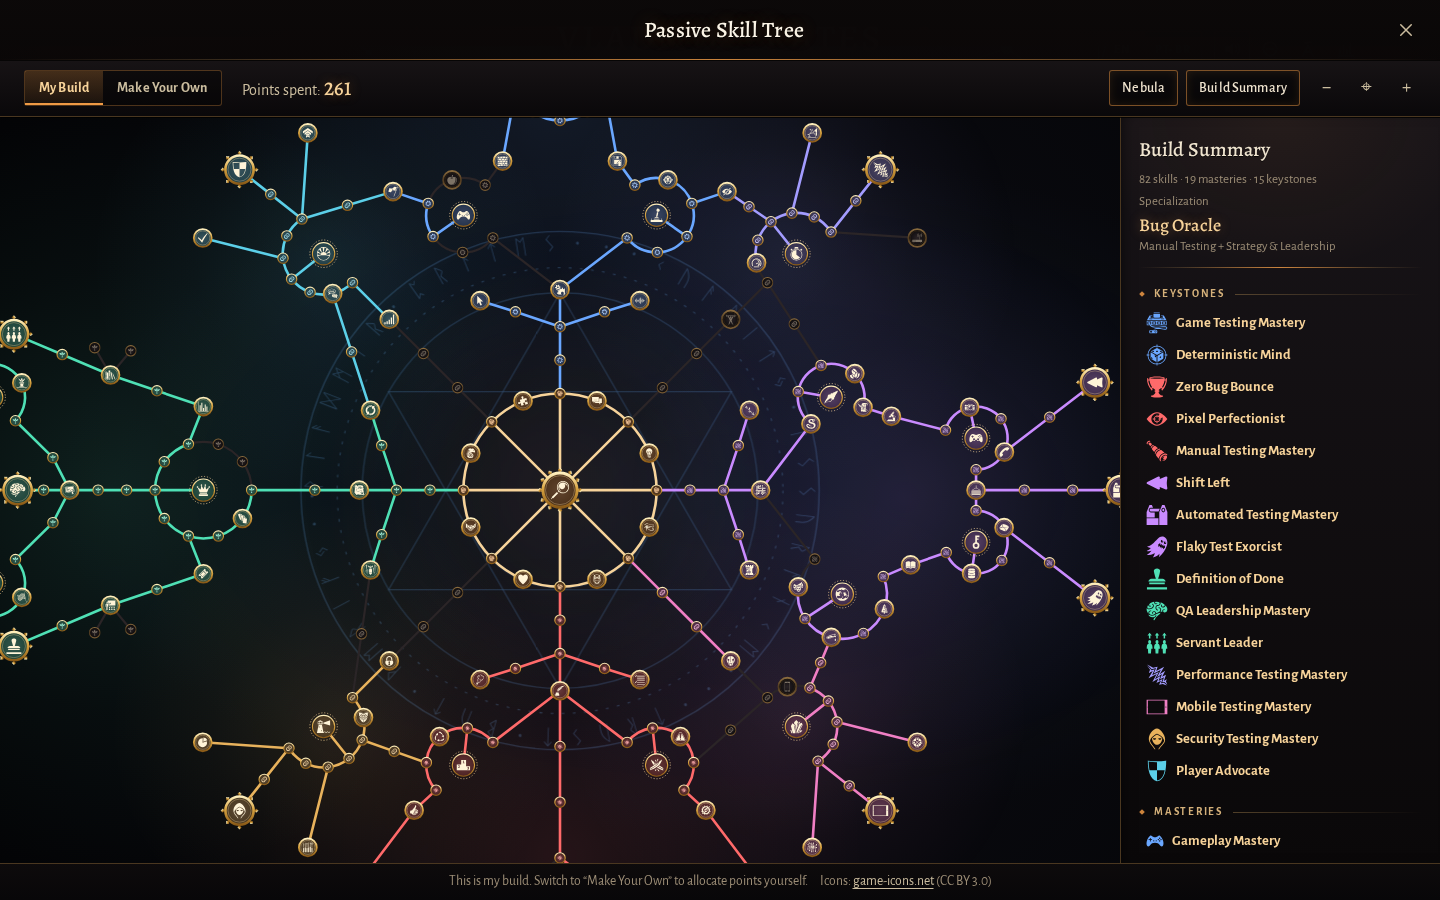 Passive Skill Tree
My Build
Make Your Own
Points spent: 261
Nebula
Build Summary
Build Summary
82 skills · 19 masteries · 15 keystones
Specialization
Bug Oracle
Manual Testing + Strategy & Leadership
KEYSTONES
Game Testing Mastery
Deterministic Mind
Zero Bug Bounce
Pixel Perfectionist
Manual Testing Mastery
Shift Left
Automated Testing Mastery
Flaky Test Exorcist
Definition of Done
QA Leadership Mastery
Servant Leader
Performance Testing Mastery
Mobile Testing Mastery
Security Testing Mastery
Player Advocate
MASTERIES
Gameplay Mastery
This is my build. Switch to “Make Your Own” to allocate points yourself. Icons: game-icons.net (CC BY 3.0)